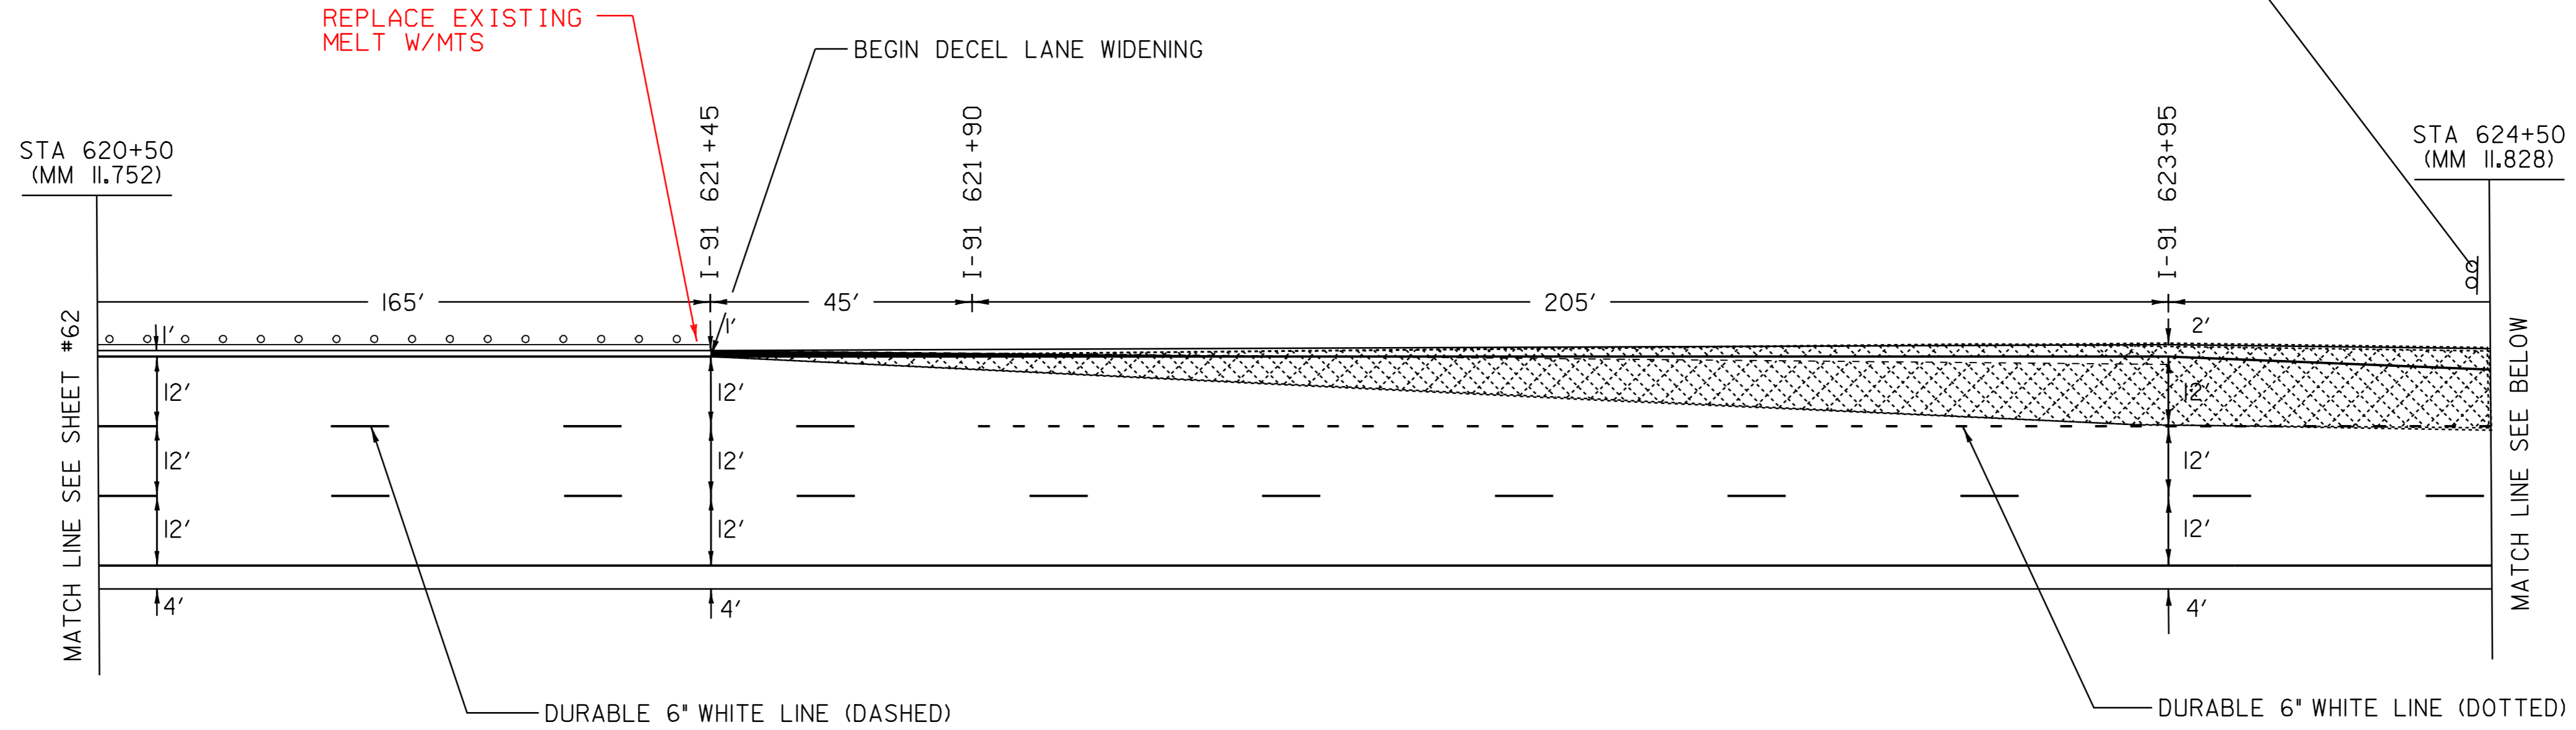 REPLACE EXISTING
MELT W/MTS
BEGIN DECEL LANE WIDENING
STA 620+50
(MM 11.752)
I-91 621+45
I-91 621+90
I-91 623+95
STA 624+50
(MM 11.828)
165'
45'
205'
1'
1'
2'
12'
12'
12
12'
12'
12'
12'
12'
12'
4'
4'
4'
MATCH LINE SEE SHEET #62
MATCH LINE SEE BELOW
DURABLE 6" WHITE LINE (DASHED)
DURABLE 6" WHITE LINE (DOTTED)